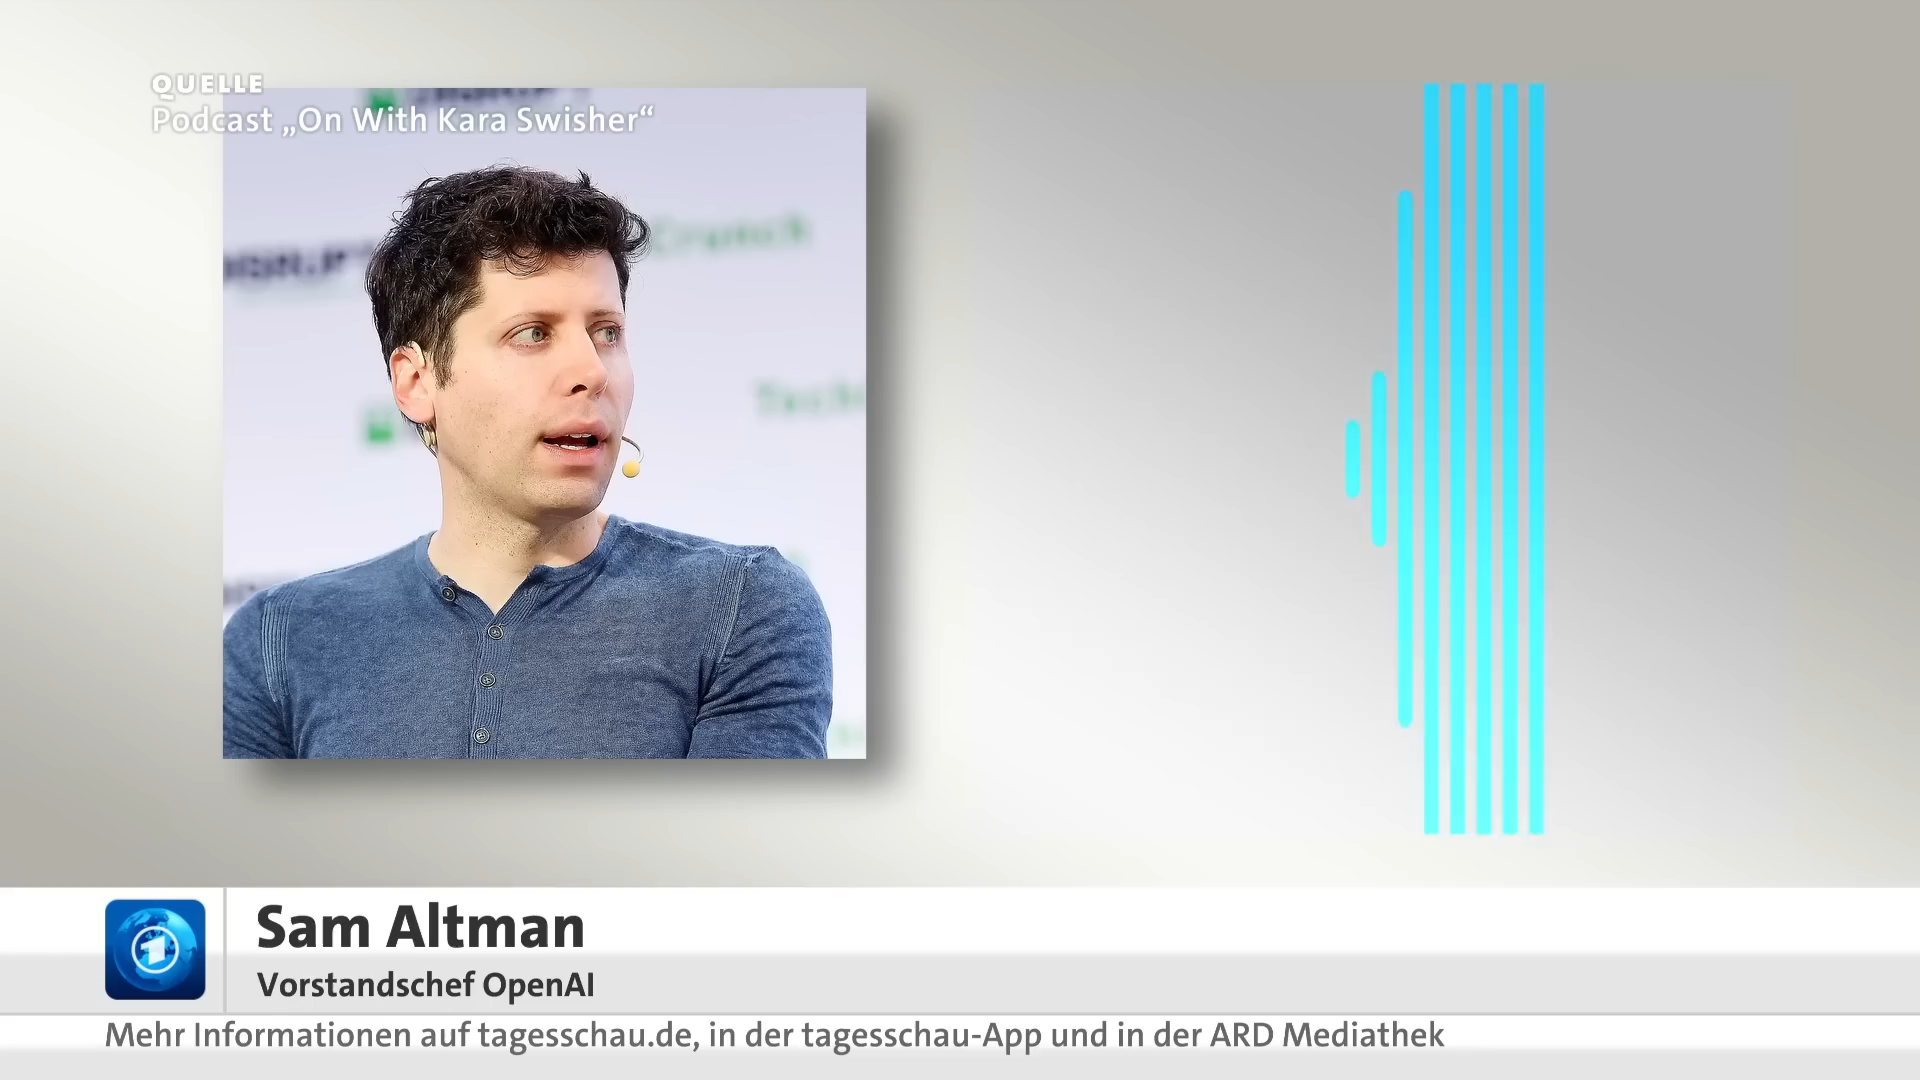 QUELLE
Podcast „On With Kara Swisher“
Crunch
Sam Altman
Vorstandschef OpenAI
Mehr Informationen auf tagesschau.de, in der tagesschau-App und in der ARD Mediathek